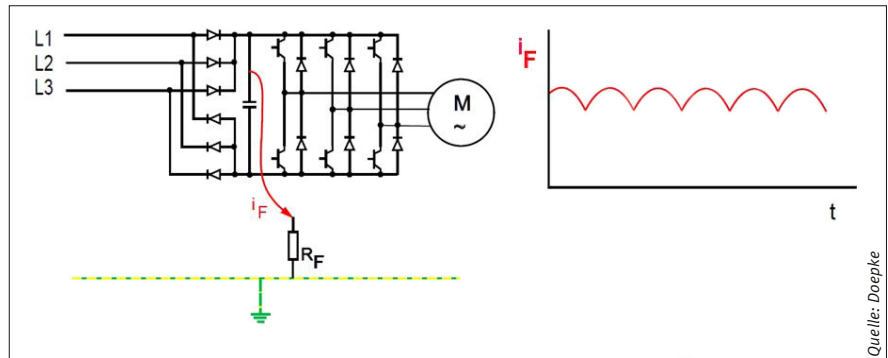 L1
L2
L3
M
~
iF
RF
iF
t
Quelle: Doepke